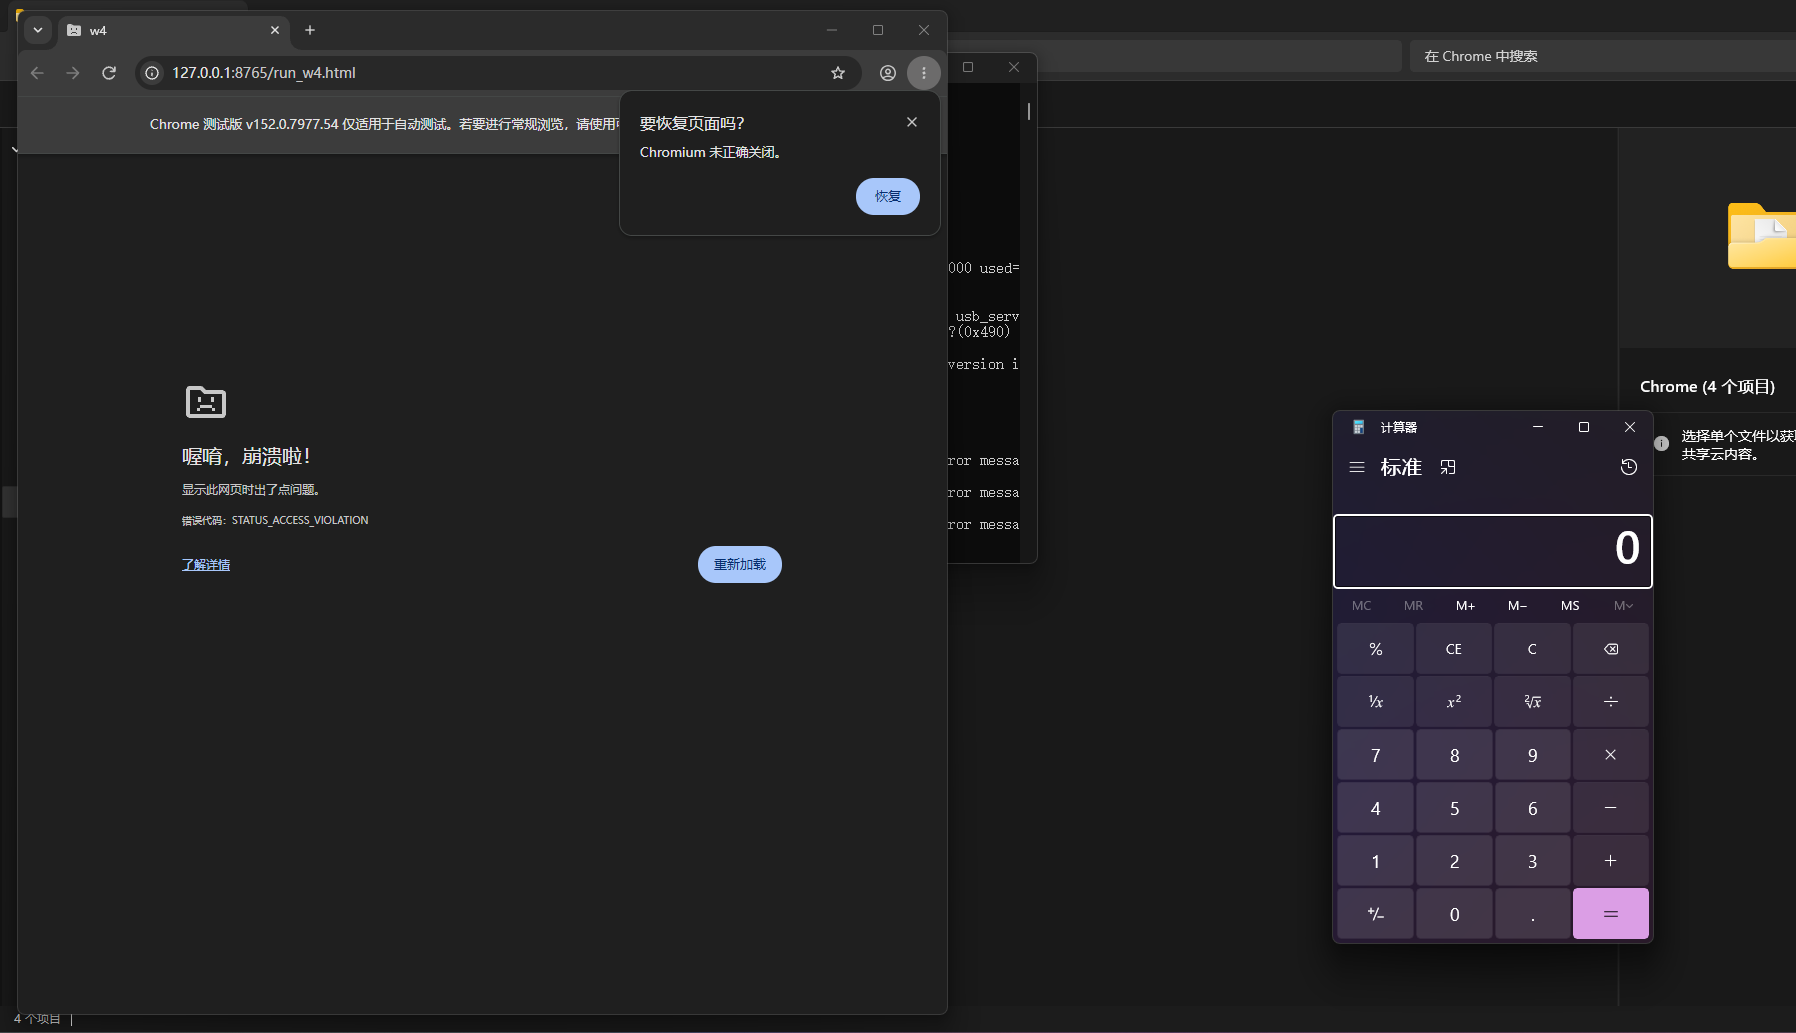 w4
127.0.0.1:8765/run_w4.html
在 Chrome 中搜索
Chrome 测试版 v152.0.7977.54 仅适用于自动测试。若要进行常规浏览，请使用
要恢复页面吗？
Chromium 未正确关闭。
恢复
000 used=
usb_serv
?(0x490)
version i
ror messa
ror messa
ror messa
喔唷，崩溃啦！
显示此网页时出了点问题。
错误代码：STATUS_ACCESS_VIOLATION
了解详情
重新加载
Chrome (4 个项目)
选择单个文件以获
共享云内容。
计算器
标准
0
MC MR M+ M− MS M
% CE C
¹⁄x x² ²√x ÷
7 8 9 ×
4 5 6 −
1 2 3 +
+/− 0 . =
4 个项目